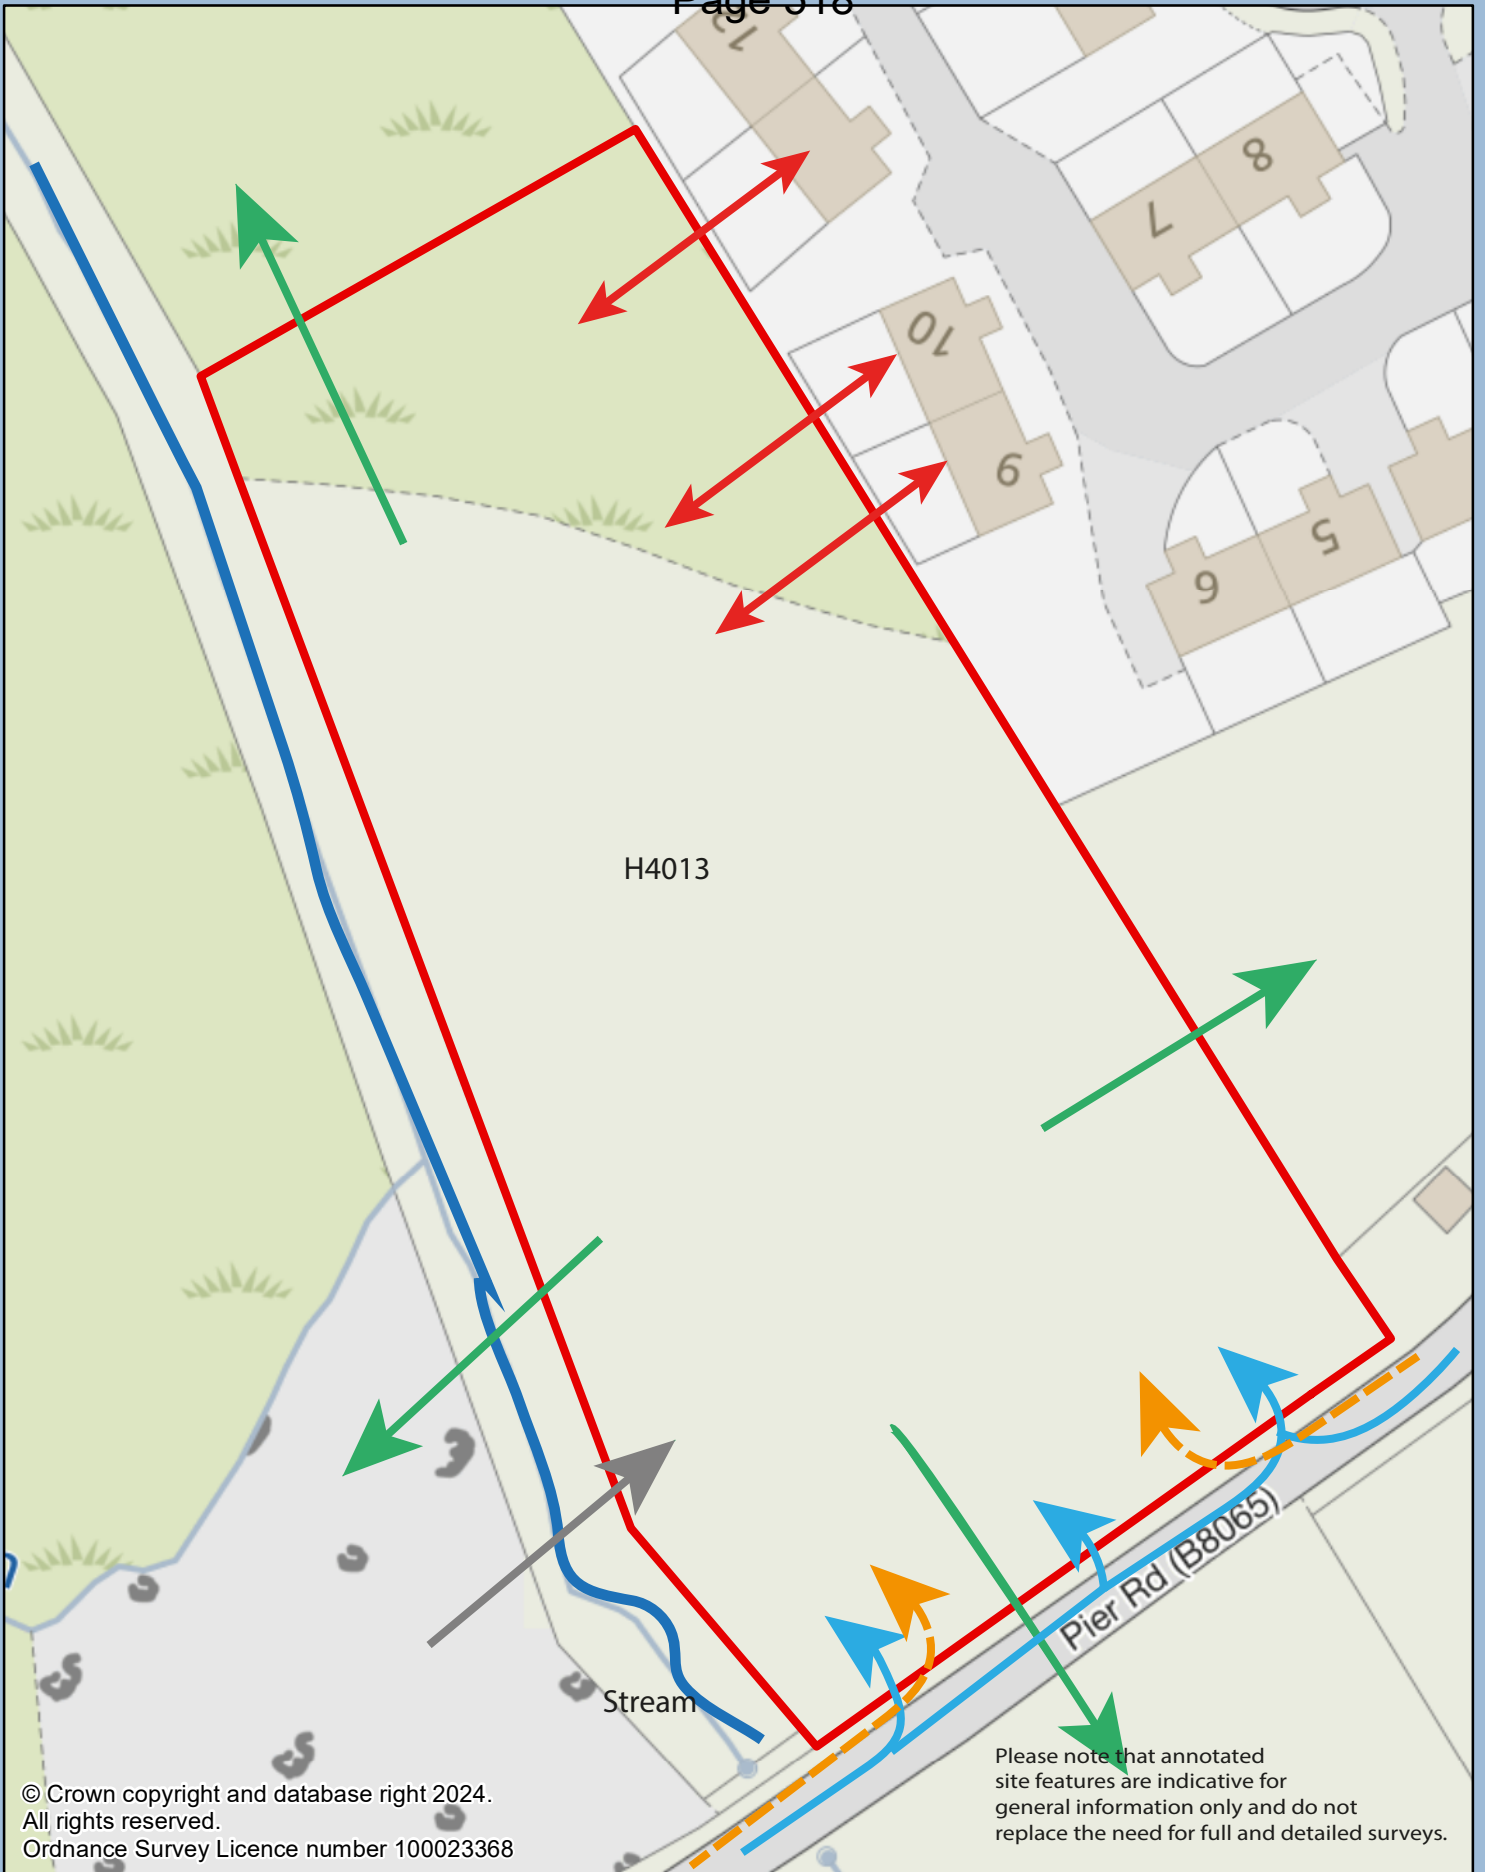 Page 318
12
8
7
10
9
5
6
H4013
Pier Rd (B8065)
Stream
Please note that annotated
site features are indicative for
general information only and do not
replace the need for full and detailed surveys.
© Crown copyright and database right 2024.
All rights reserved.
Ordnance Survey Licence number 100023368